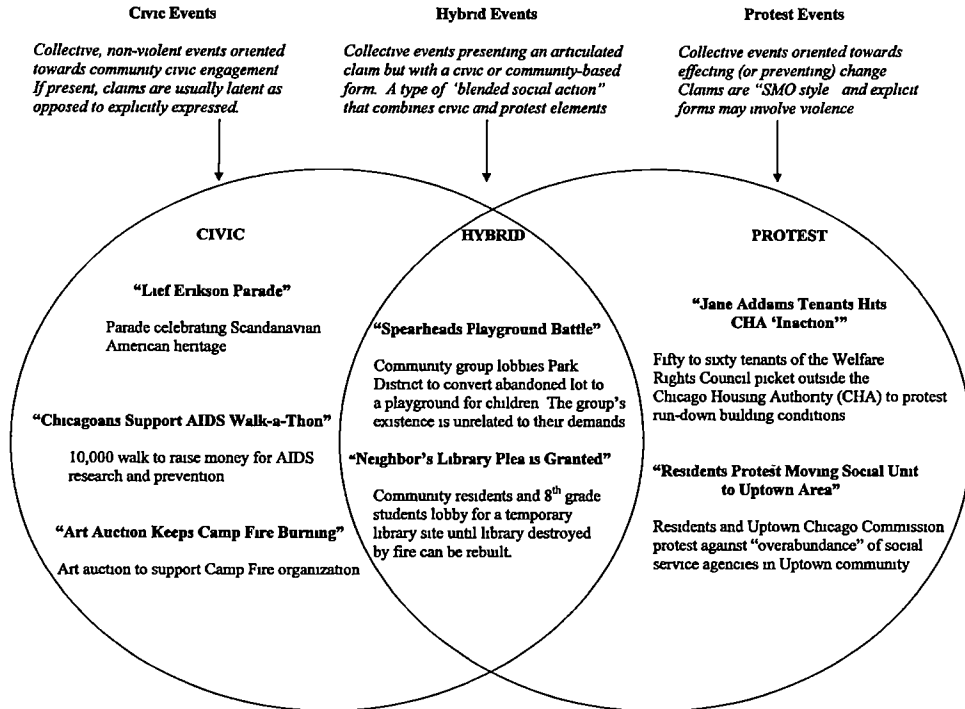 Civic Events
Collective, non-violent events oriented
towards community civic engagement
If present, claims are usually latent as
opposed to explicitly expressed.
Hybrid Events
Collective events presenting an articulated
claim but with a civic or community-based
form. A type of 'blended social action"
that combines civic and protest elements
Protest Events
Collective events oriented towards
effecting (or preventing) change
Claims are "SMO style and explicit
forms may involve violence
CIVIC
"Lief Erikson Parade"
Parade celebrating Scandanavian
American heritage
"Chicagoans Support AIDS Walk-a-Thon"
10,000 walk to raise money for AIDS
research and prevention
"Art Auction Keeps Camp Fire Burning"
Art auction to support Camp Fire organization
HYBRID
"Spearheads Playground Battle"
Community group lobbies Park
District to convert abandoned lot to
a playground for children The group's
existence is unrelated to their demands
"Neighbor's Library Plea is Granted"
Community residents and 8th grade
students lobby for a temporary
library site until library destroyed
by fire can be rebuilt.
PROTEST
"Jane Addams Tenants Hits
CHA 'Inaction'"
Fifty to sixty tenants of the Welfare
Rights Council picket outside the
Chicago Housing Authority (CHA) to protest
run-down building conditions
"Residents Protest Moving Social Unit
to Uptown Area"
Residents and Uptown Chicago Commission
protest against "overabundance" of social
service agencies in Uptown community